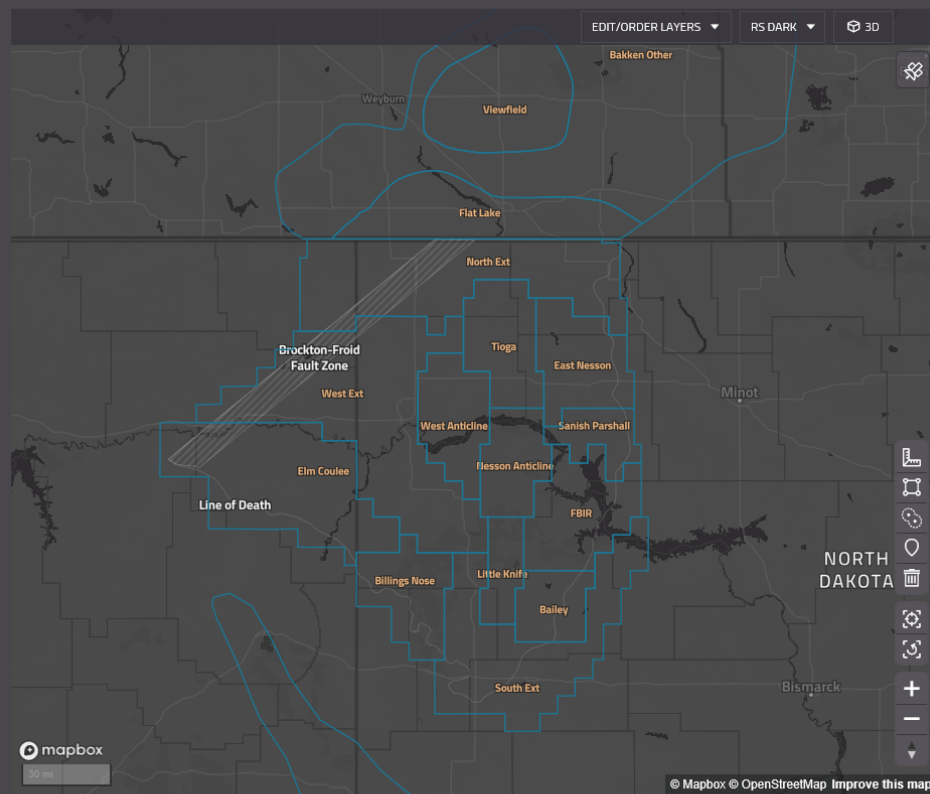 EDIT/ORDER LAYERS
RS DARK
3D
Bakken Other
Weyburn
Viewfield
Flat Lake
North Ext
Tioga
Brockton-Froid
Fault Zone
East Nesson
West Ext
Minot
West Anticline
Sanish Parshall
Nesson Anticline
Elm Coulee
Line of Death
FBIR
NORTH
DAKOTA
Little Knife
Billings Nose
Bailey
South Ext
Bismarck
mapbox
30 mi
© Mapbox © OpenStreetMap Improve this map